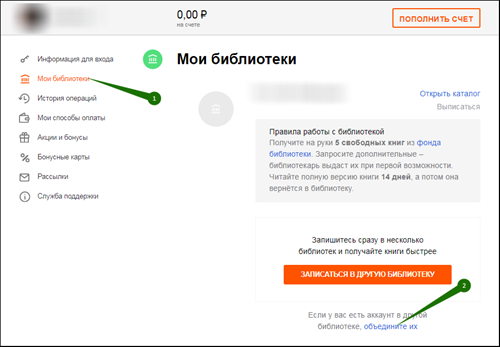 0,00 ₽
на счете
ПОПОЛНИТЬ СЧЕТ
Информация для входа
Мои библиотеки
История операций
Мои способы оплаты
Акции и бонусы
Бонусные карты
Рассылки
Служба поддержки
1
Мои библиотеки
Открыть каталог
Выписаться
Правила работы с библиотекой
Получите на руки 5 свободных книг из фонда
библиотеки. Запросите дополнительные –
библиотекарь выдаст их при первой возможности.
Читайте полную версию книги 14 дней, а потом она
вернётся в библиотеку.
Запишитесь сразу в несколько
библиотек и получайте книги быстрее
ЗАПИСАТЬСЯ В ДРУГУЮ БИБЛИОТЕКУ
2
Если у вас есть аккаунт в другой
библиотеке, объедините их